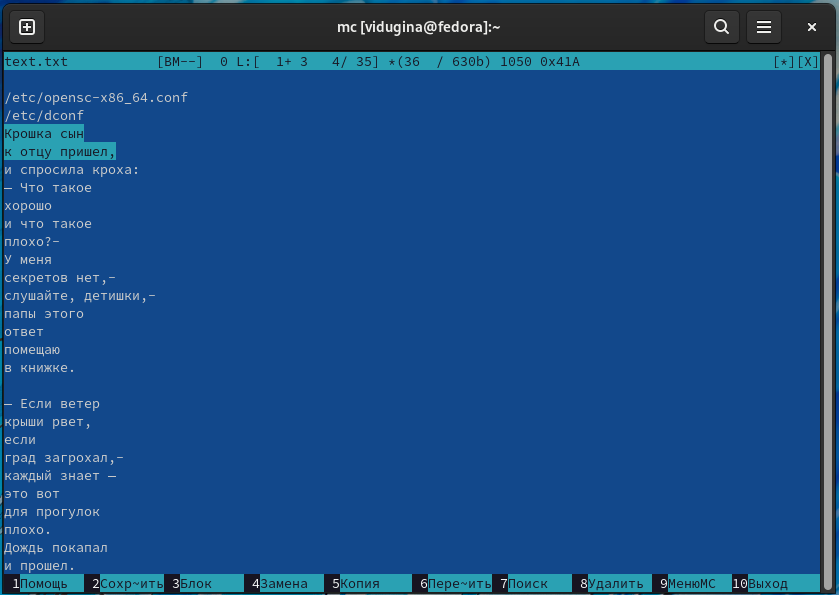 mc [vidugina@fedora]:~
text.txt [BM--] 0 L:[ 1+ 3 4/ 35] *(36 / 630b) 1050 0x41A [*][X]
/etc/opensc-x86_64.conf
/etc/dconf
Крошка сын
к отцу пришел,
и спросила кроха:
— Что такое
хорошо
и что такое
плохо?-
У меня
секретов нет,-
слушайте, детишки,-
папы этого
ответ
помещаю
в книжке.

— Если ветер
крыши рвет,
если
град загрохал,-
каждый знает —
это вот
для прогулок
плохо.
Дождь покапал
и прошел.
1Помощь 2Сохр~ить 3Блок 4Замена 5Копия 6Пере~ить 7Поиск 8Удалить 9МенюМС 10Выход